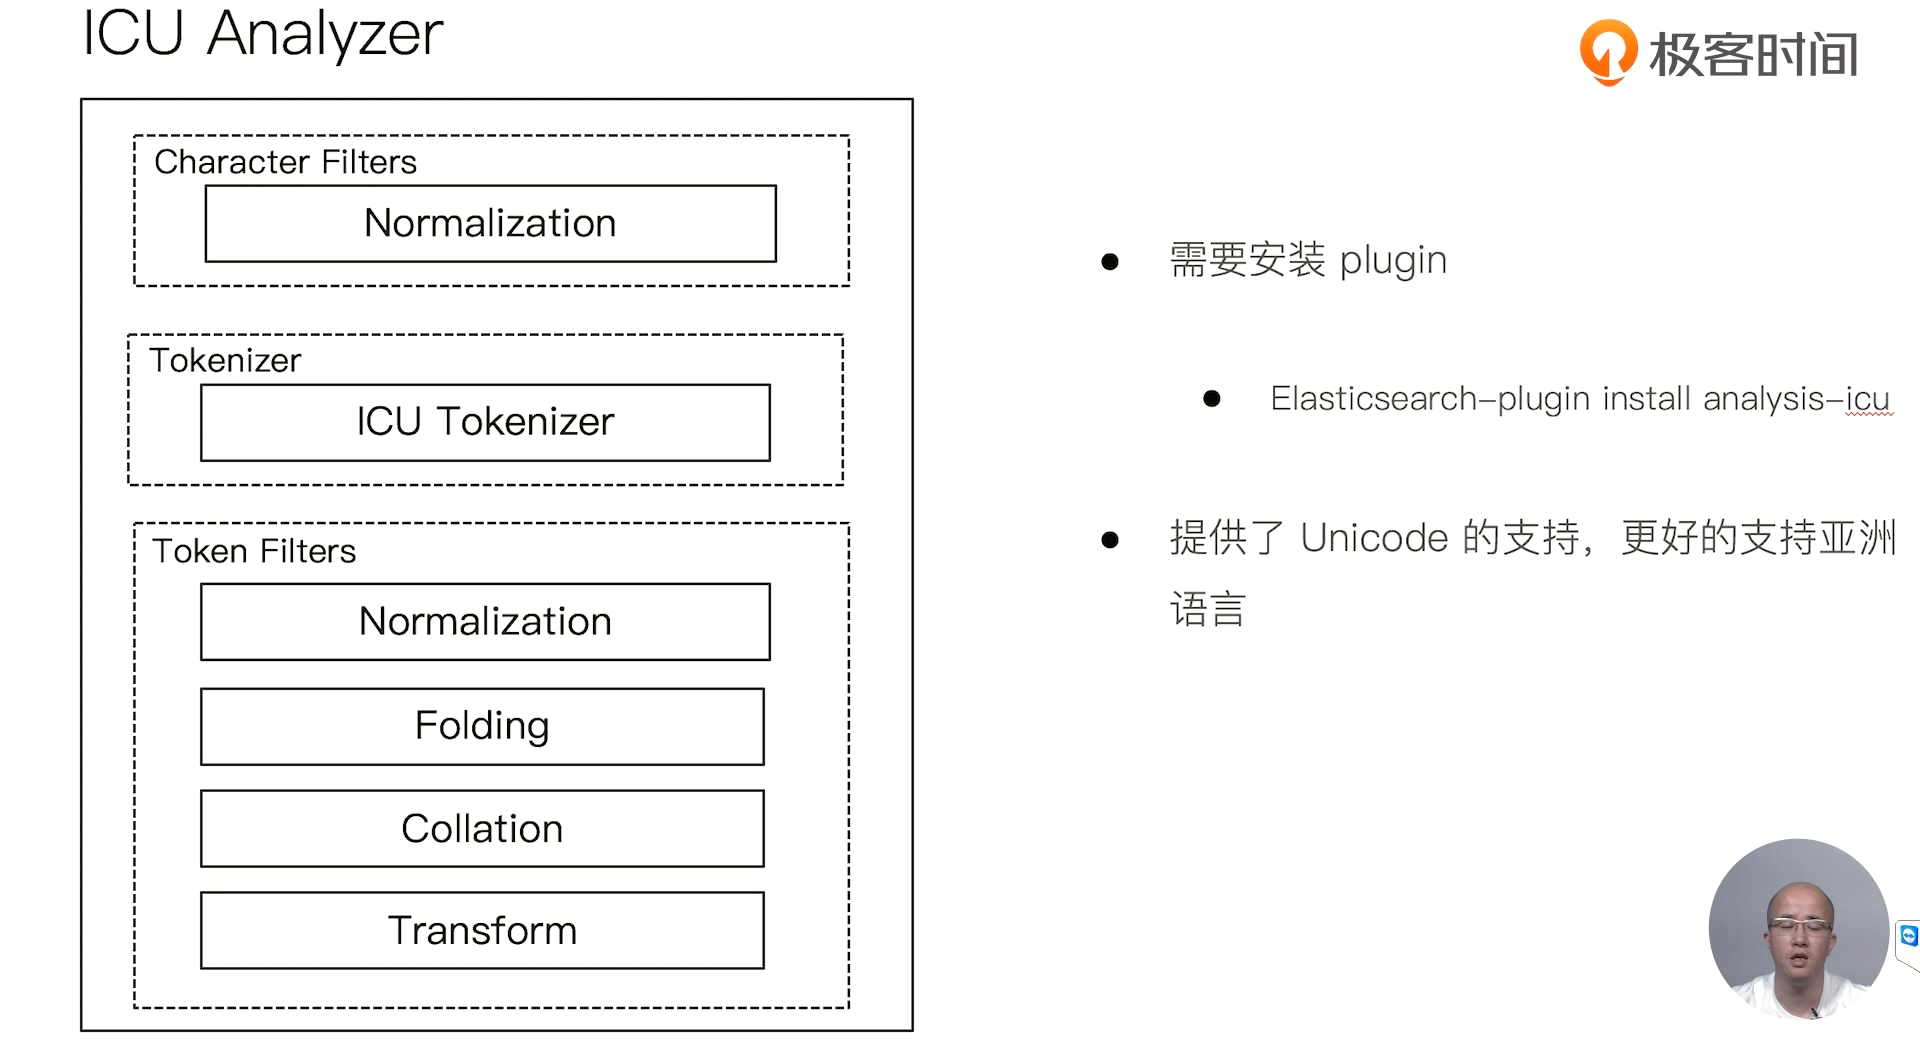 ICU Analyzer
极客时间
Character Filters
Normalization
Tokenizer
ICU Tokenizer
Token Filters
Normalization
Folding
Collation
Transform
需要安装 plugin
Elasticsearch–plugin install analysis–icu
提供了 Unicode 的支持，更好的支持亚洲
语言